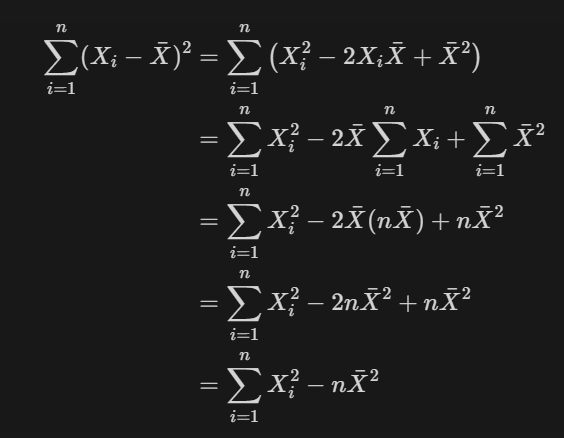 $\sum_{i=1}^{n}(X_i - \bar{X})^2 = \sum_{i=1}^{n}\left(X_i^2 - 2X_i\bar{X} + \bar{X}^2\right)$
$= \sum_{i=1}^{n}X_i^2 - 2\bar{X}\sum_{i=1}^{n}X_i + \sum_{i=1}^{n}\bar{X}^2$
$= \sum_{i=1}^{n}X_i^2 - 2\bar{X}(n\bar{X}) + n\bar{X}^2$
$= \sum_{i=1}^{n}X_i^2 - 2n\bar{X}^2 + n\bar{X}^2$
$= \sum_{i=1}^{n}X_i^2 - n\bar{X}^2$